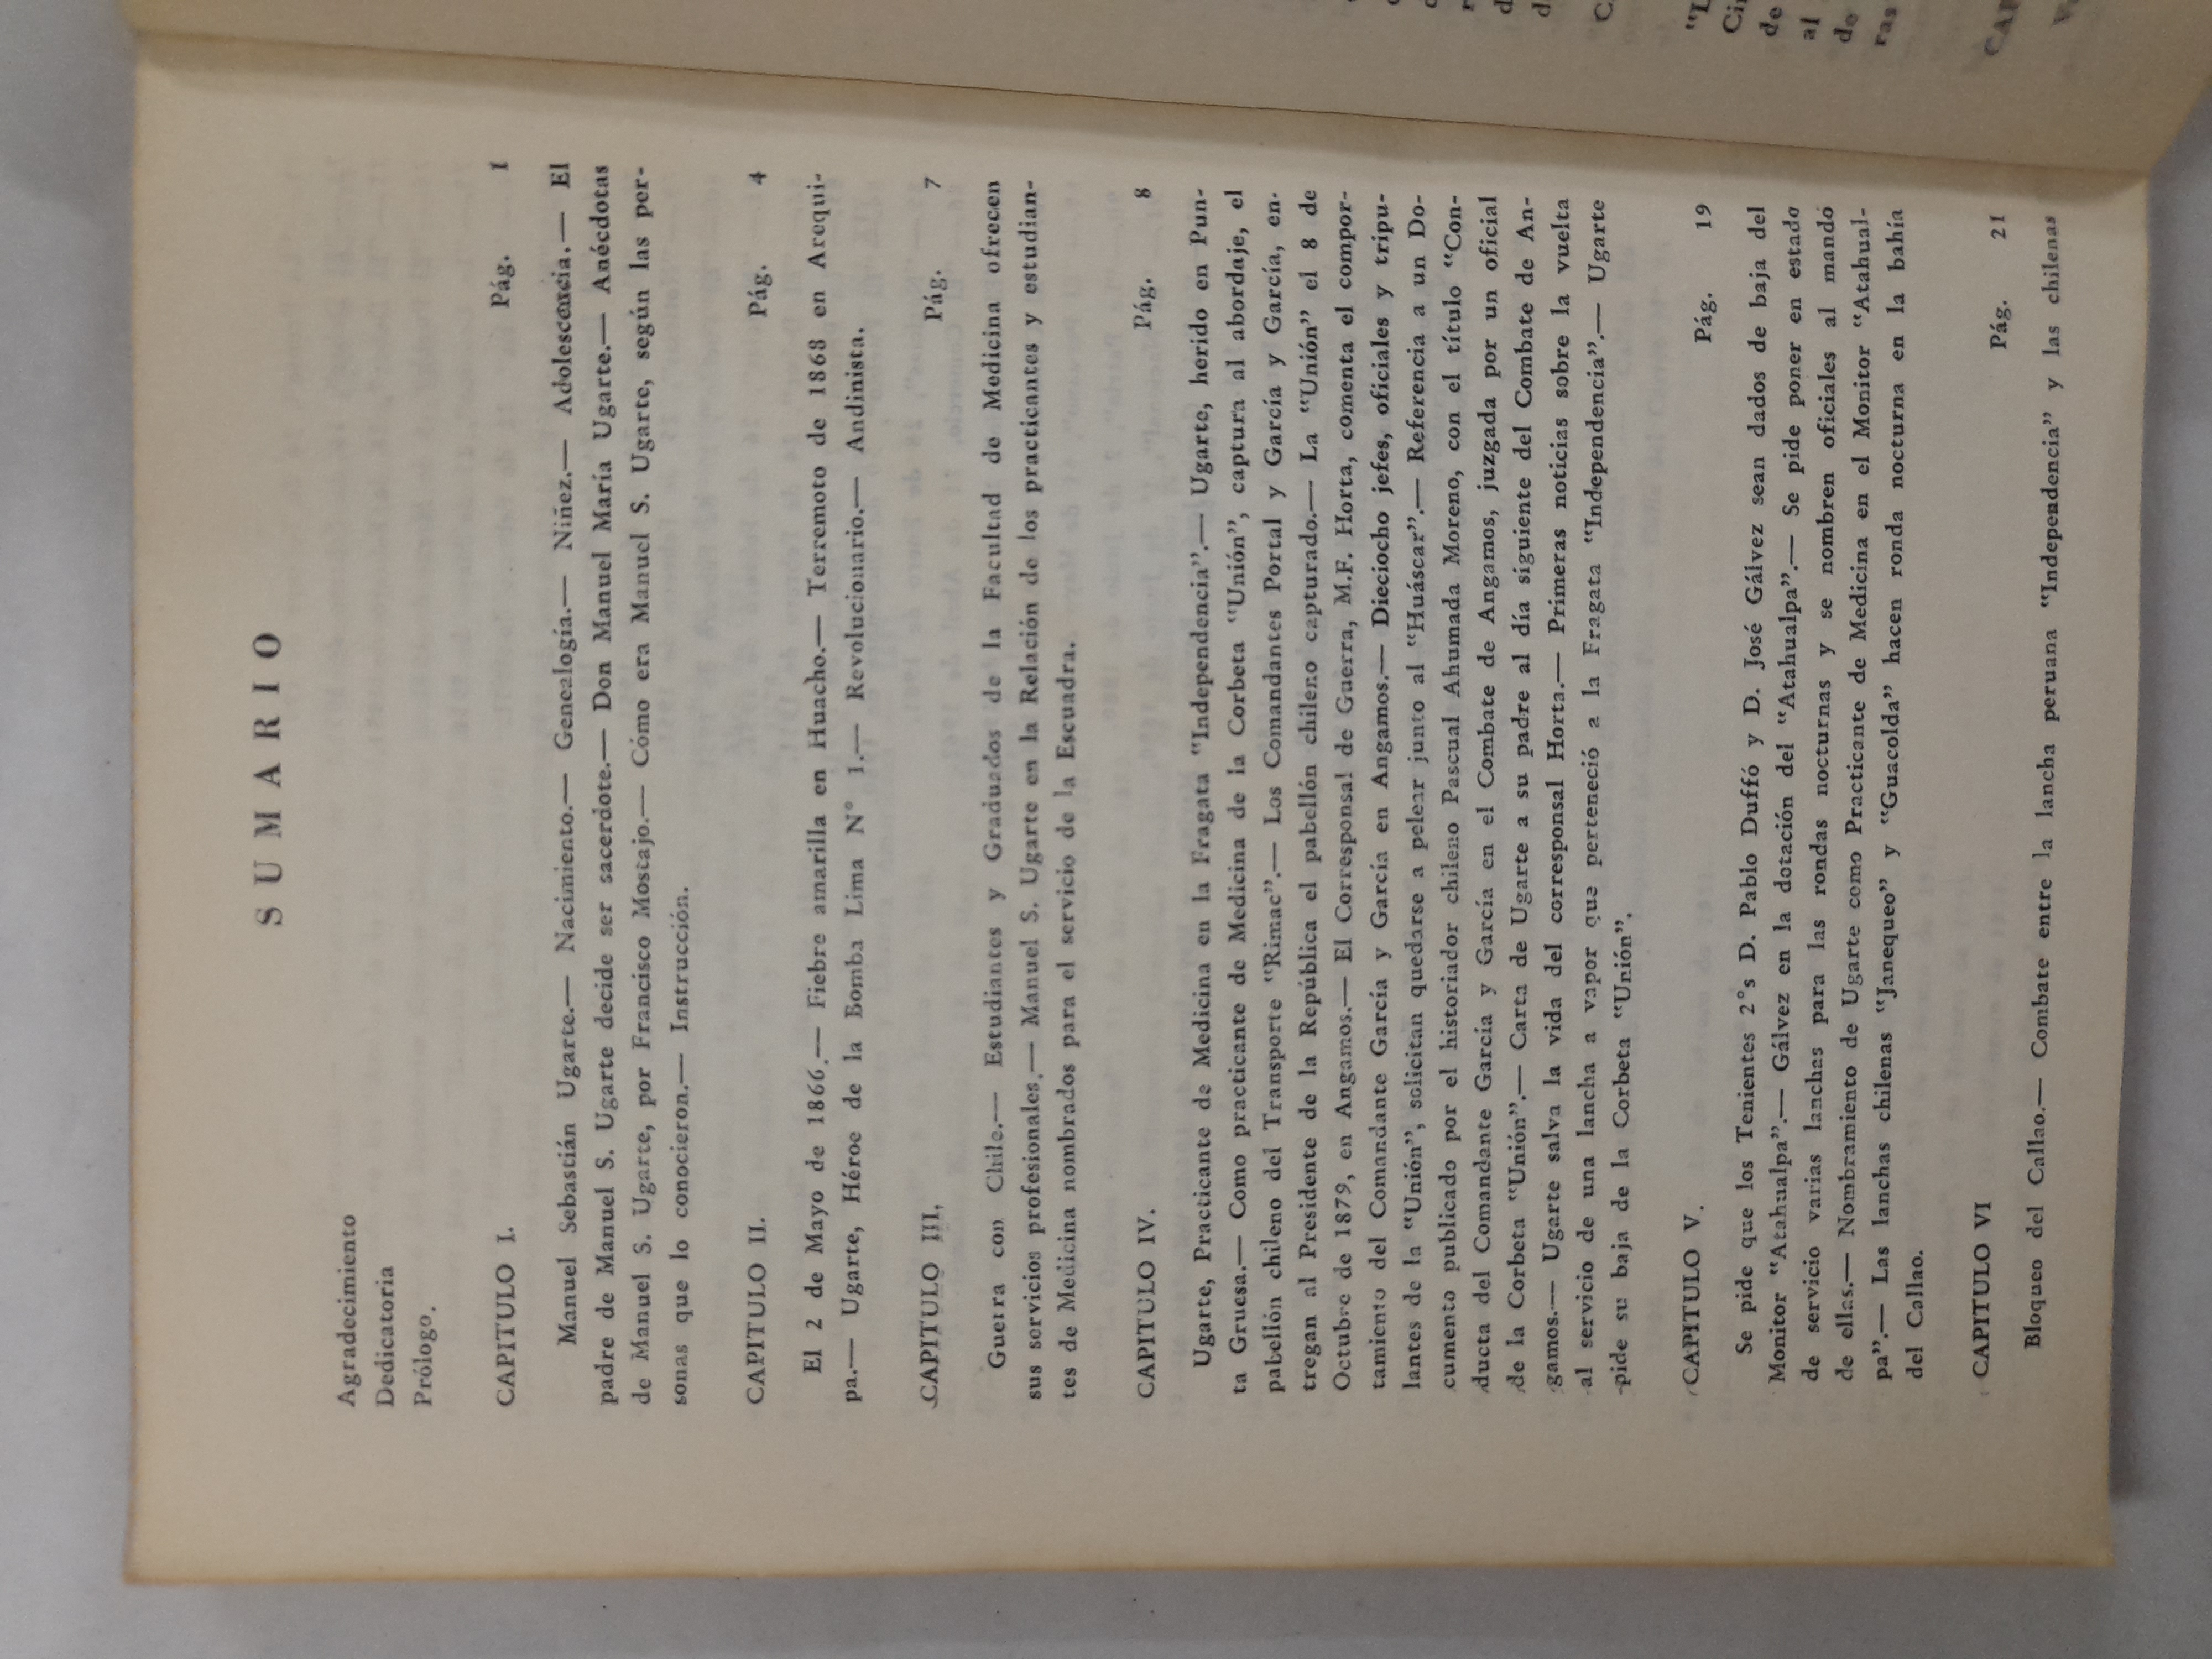 SUMARIO
Agradecimiento
Dedicatoria
Prólogo.
CAPITULO I. Pág. 1
Manuel Sebastián Ugarte.— Nacimiento.— Genealogía.— Niñez.— Adolescencia.— El
padre de Manuel S. Ugarte decide ser sacerdote.— Don Manuel María Ugarte.— Anécdotas
de Manuel S. Ugarte, por Francisco Mostajo.— Cómo era Manuel S. Ugarte, según las per-
sonas que lo conocieron.— Instrucción.
CAPITULO II. Pág. 4
El 2 de Mayo de 1866.— Fiebre amarilla en Huacho.— Terremoto de 1868 en Arequi-
pa.— Ugarte, Héroe de la Bomba Lima N° 1.— Revolucionario.— Andinista.
CAPITULO III. Pág. 7
Guerra con Chile.— Estudiantes y Graduados de la Facultad de Medicina ofrecen
sus servicios profesionales.— Manuel S. Ugarte en la Relación de los practicantes y estudian-
tes de Medicina nombrados para el servicio de la Escuadra.
CAPITULO IV. Pág. 8
Ugarte, Practicante de Medicina en la Fragata "Independencia".— Ugarte, herido en Pun-
ta Gruesa.— Como practicante de Medicina de la Corbeta "Unión", captura al abordaje, el
pabellón chileno del Transporte "Rimac".— Los Comandantes Portal y García y García, en-
tregan al Presidente de la República el pabellón chileno capturado.— La "Unión" el 8 de
Octubre de 1879, en Angamos.— El Corresponsal de Guerra, M.F. Horta, comenta el compor-
tamiento del Comandante García y García en Angamos.— Dieciocho jefes, oficiales y tripu-
lantes de la "Unión", solicitan quedarse a pelear junto al "Huáscar".— Referencia a un Do-
cumento publicado por el historiador chileno Pascual Ahumada Moreno, con el título "Con-
ducta del Comandante García y García en el Combate de Angamos, juzgada por un oficial
de la Corbeta "Unión".— Carta de Ugarte a su padre al día siguiente del Combate de An-
gamos.— Ugarte salva la vida del corresponsal Horta.— Primeras noticias sobre la vuelta
al servicio de una lancha a vapor que perteneció a la Fragata "Independencia".— Ugarte
pide su baja de la Corbeta "Unión".
CAPITULO V. Pág. 19
Se pide que los Tenientes 2°s D. Pablo Duffó y D. José Gálvez sean dados de baja del
Monitor "Atahualpa".— Gálvez en la dotación del "Atahualpa".— Se pide poner en estado
de servicio varias lanchas para las rondas nocturnas y se nombren oficiales al mando
de ellas.— Nombramiento de Ugarte como Practicante de Medicina en el Monitor "Atahual-
pa".— Las lanchas chilenas "Janequeo" y "Guacolda" hacen ronda nocturna en la bahía
del Callao.
CAPITULO VI Pág. 21
Bloqueo del Callao.— Combate entre la lancha peruana "Independencia" y las chilenas
de
al
de
ras